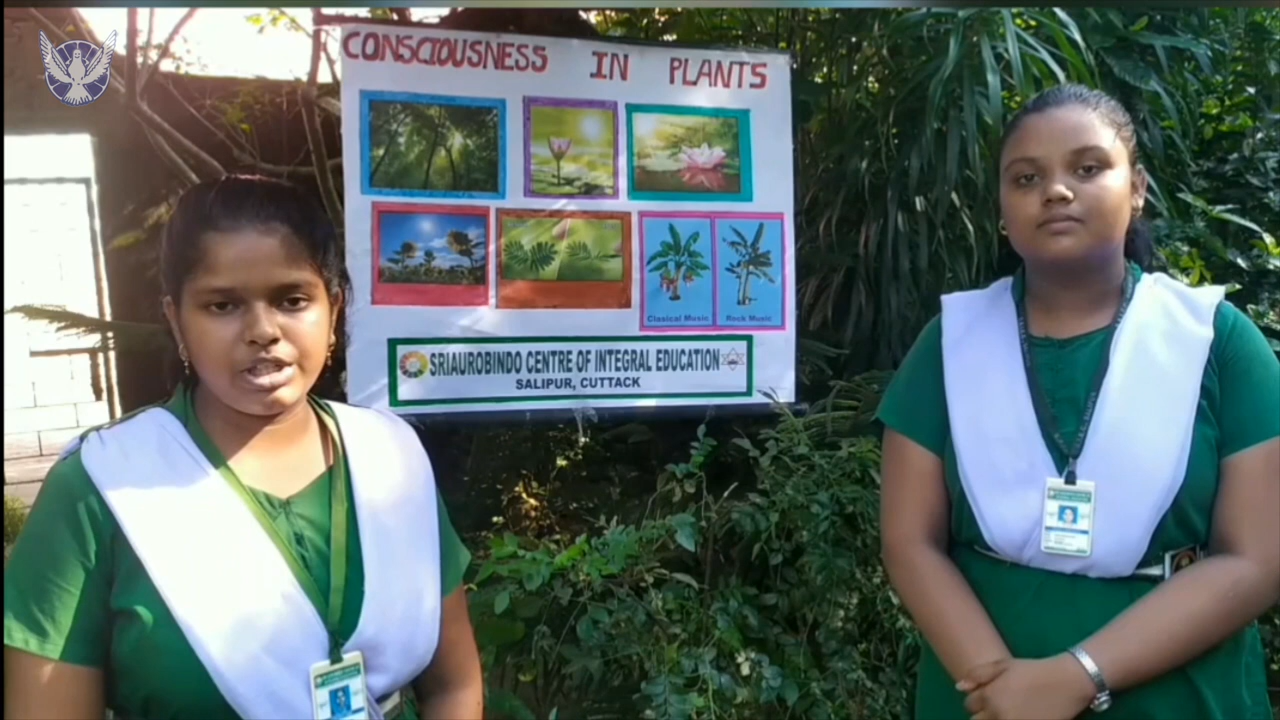 CONSCIOUSNESS IN PLANTS
Clasical Music
Rock Music
SRIAUROBINDO CENTRE OF INTEGRAL EDUCATION
SALIPUR, CUTTACK